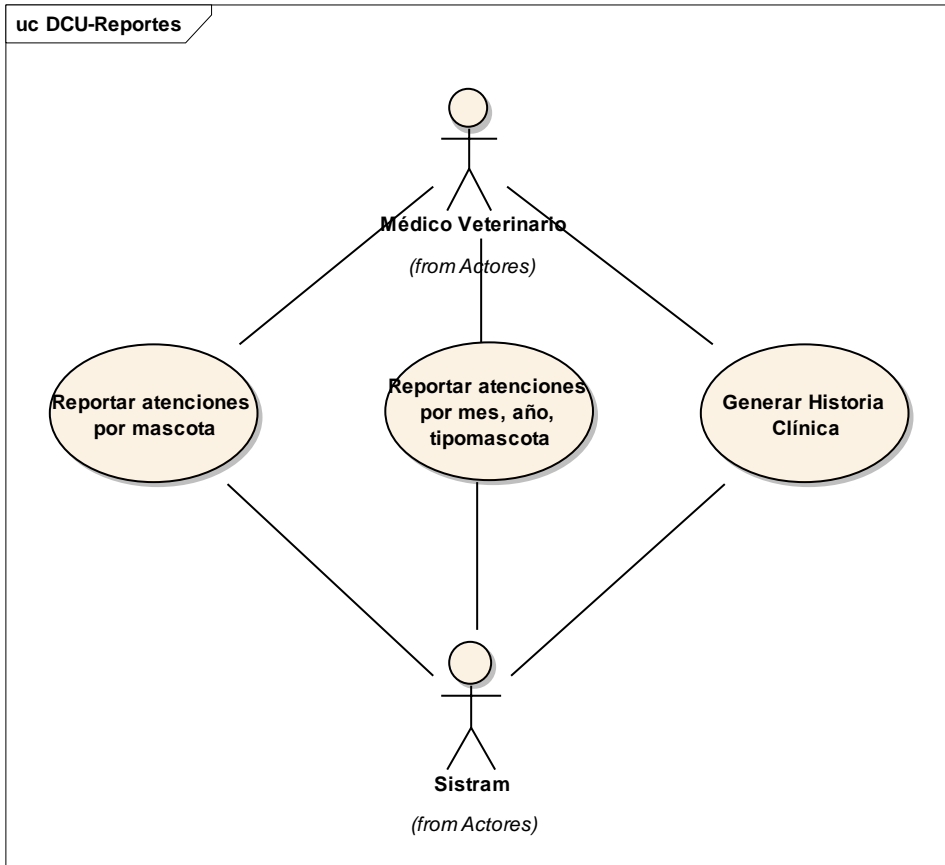 uc DCU-Reportes
Médico Veterinario
(from Actores)
Reportar atenciones
por mascota
Reportar atenciones
por mes, año,
tipomascota
Generar Historia
Clínica
Sistram
(from Actores)